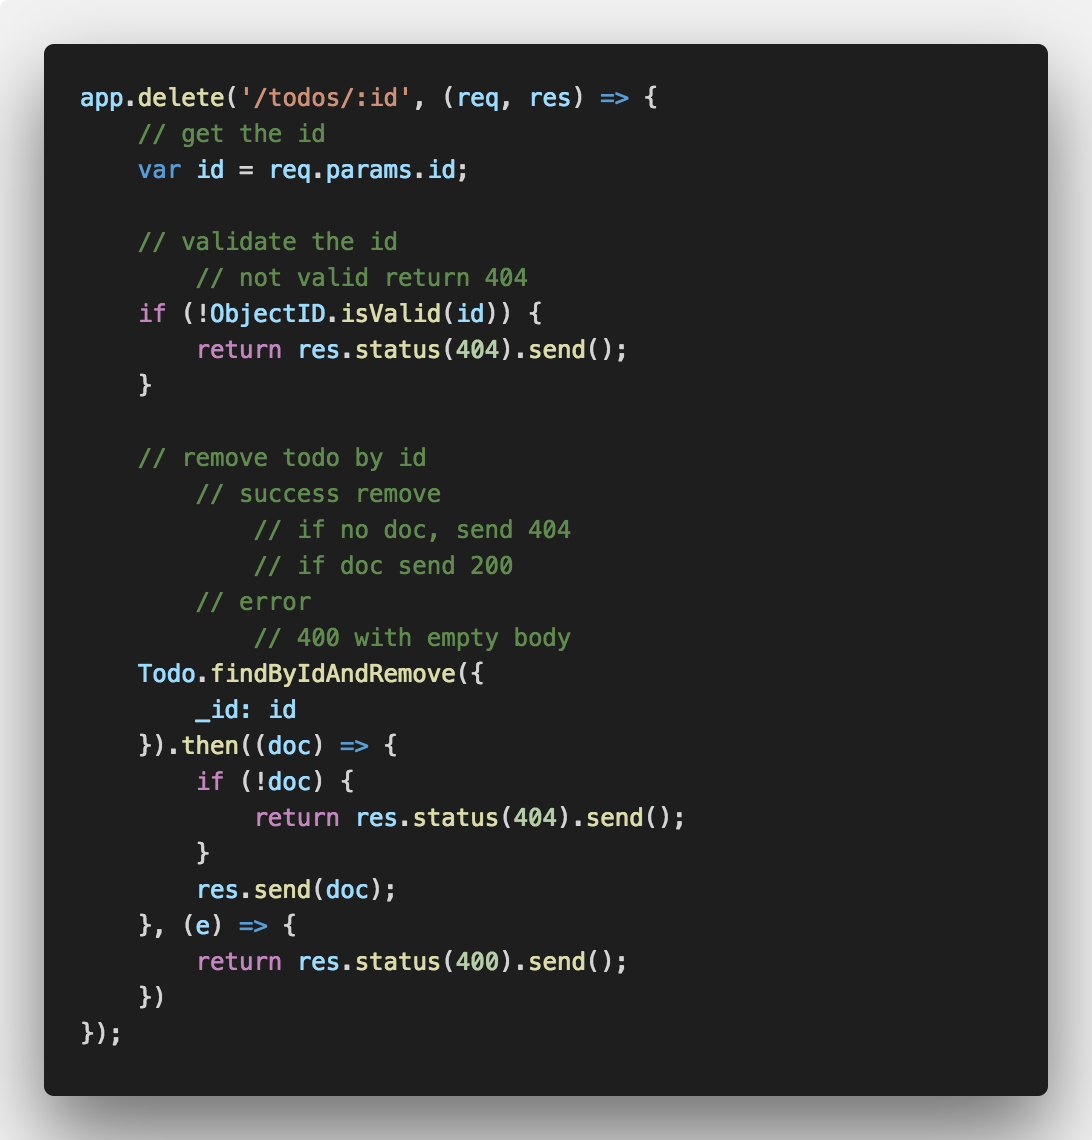 app.delete('/todos/:id', (req, res) => {
    // get the id
    var id = req.params.id;

    // validate the id
        // not valid return 404
    if (!ObjectID.isValid(id)) {
        return res.status(404).send();
    }

    // remove todo by id
        // success remove
            // if no doc, send 404
            // if doc send 200
        // error
            // 400 with empty body
    Todo.findByIdAndRemove({
        _id: id
    }).then((doc) => {
        if (!doc) {
            return res.status(404).send();
        }
        res.send(doc);
    }, (e) => {
        return res.status(400).send();
    })
});